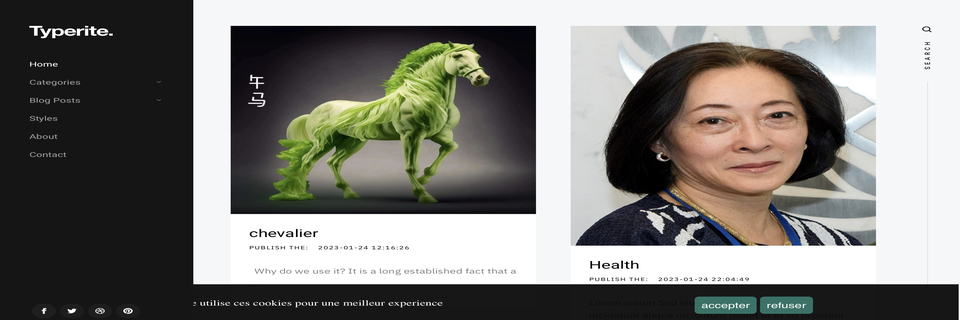 Typerite.
Home
Categories
Blog Posts
Styles
About
Contact
午
马
chevalier
PUBLISH THE: 2023-01-24 12:16:26
Why do we use it? It is a long established fact that a
Health
PUBLISH THE: 2023-01-24 22:04:49
SEARCH
utilise ces cookies pour une meilleur experience
accepter
refuser